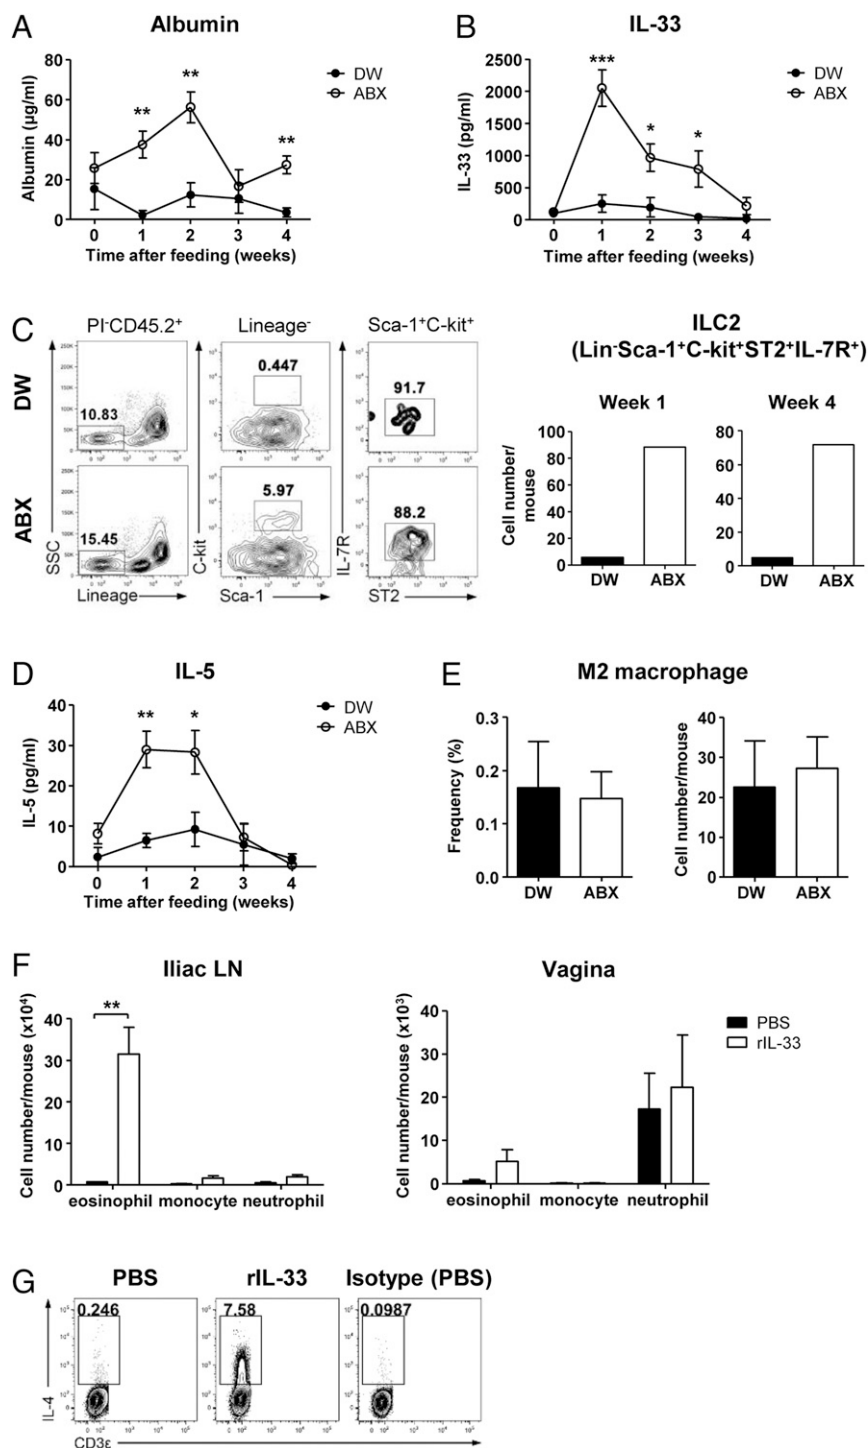 A
Albumin
Albumin (µg/ml)
80
60
40
20
0
** ** **
DW
ABX
0 1 2 3 4
Time after feeding (weeks)
B
IL-33
IL-33 (pg/ml)
2500
2000
1500
1000
500
0
*** * *
DW
ABX
0 1 2 3 4
Time after feeding (weeks)
C
PI-CD45.2+
Lineage-
Sca-1+C-kit+
DW
10.83
0.447
91.7
ABX
15.45
5.97
88.2
SSC
Lineage
C-kit
Sca-1
IL-7R
ST2
ILC2
(Lin-Sca-1+C-kit+ST2+IL-7R+)
Week 1
Cell number/
mouse
100
80
60
40
20
0
DW ABX
Week 4
80
60
40
20
0
DW ABX
D
IL-5
IL-5 (pg/ml)
40
30
20
10
0
** *
DW
ABX
0 1 2 3 4
Time after feeding (weeks)
E
M2 macrophage
Frequency (%)
0.3
0.2
0.1
0.0
DW ABX
Cell number/mouse
40
30
20
10
0
DW ABX
F
Iliac LN
Cell number/mouse (x10⁴)
40
30
20
10
0
**
eosinophil monocyte neutrophil
Vagina
Cell number/mouse (x10³)
40
30
20
10
0
eosinophil monocyte neutrophil
PBS
rIL-33
G
PBS
rIL-33
Isotype (PBS)
0.246
7.58
0.0987
IL-4
CD3ε